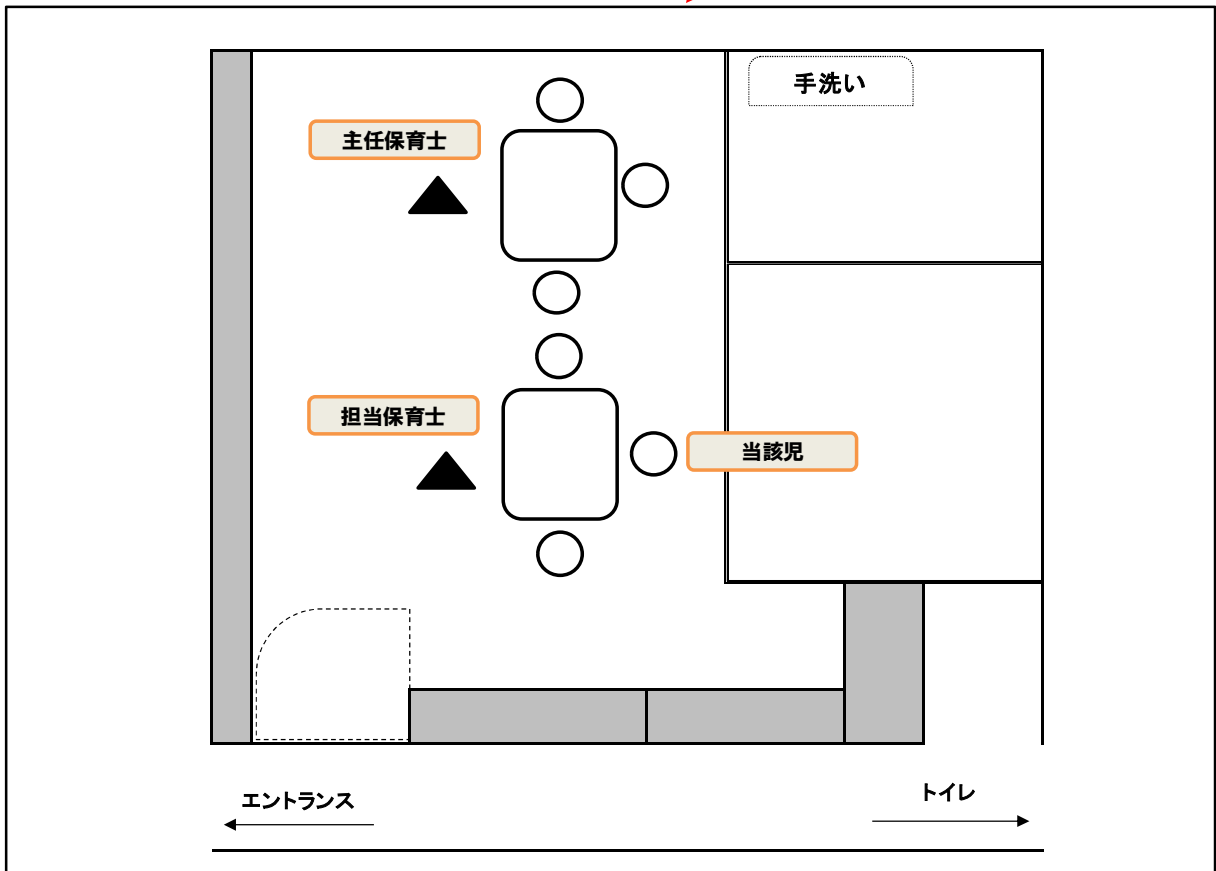 手洗い
主任保育士
担当保育士
当該児
エントランス
トイレ